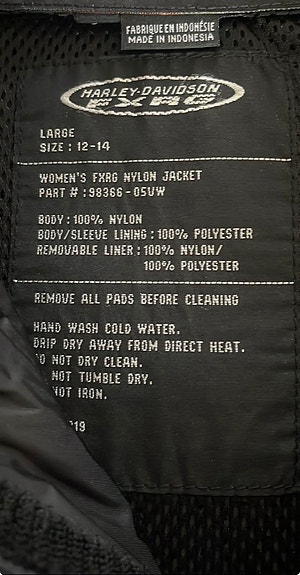 FABRIQUE EN INDONÉSIE
MADE IN INDONESIA
HARLEY-DAVIDSON
FXRG
LARGE
SIZE : 12-14
WOMEN'S FXRG NYLON JACKET
PART # : 98366-05VW
BODY : 100% NYLON
BODY/SLEEVE LINING : 100% POLYESTER
REMOVABLE LINER : 100% NYLON/
100% POLYESTER
REMOVE ALL PADS BEFORE CLEANING
HAND WASH COLD WATER.
DRIP DRY AWAY FROM DIRECT HEAT.
DO NOT DRY CLEAN.
NOT TUMBLE DRY.
NOT IRON.